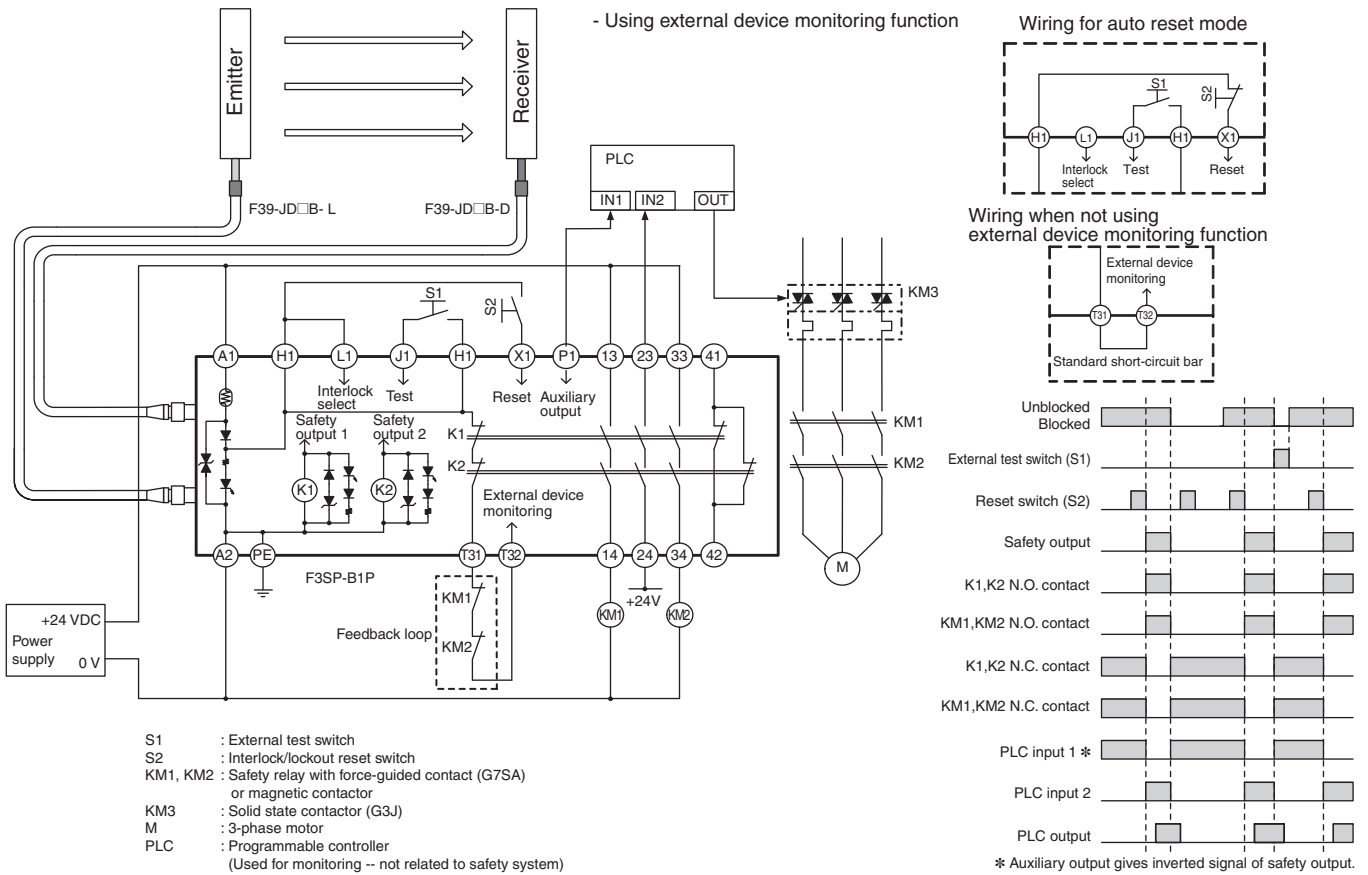 - Using external device monitoring function
Emitter
Receiver
F39-JD□B- L
F39-JD□B-D
PLC
IN1 IN2 OUT
KM3
KM1
KM2
M
S1
S2
A1 H1 L1 J1 H1 X1 P1 13 23 33 41
Interlock
select
Test
Reset
Auxiliary
output
Safety
output 1
Safety
output 2
K1
K2
K1
K2
External device
monitoring
A2 PE T31 T32 14 24 34 42
F3SP-B1P
+24V
KM1
KM2
Feedback loop
KM1
KM2
+24 VDC
Power
supply
0 V
S1 : External test switch
S2 : Interlock/lockout reset switch
KM1, KM2 : Safety relay with force-guided contact (G7SA)
or magnetic contactor
KM3 : Solid state contactor (G3J)
M : 3-phase motor
PLC : Programmable controller
(Used for monitoring -- not related to safety system)
Wiring for auto reset mode
S1
S2
H1 L1 J1 H1 X1
Interlock
select
Test
Reset
Wiring when not using
external device monitoring function
External device
monitoring
T31 T32
Standard short-circuit bar
Unblocked
Blocked
External test switch (S1)
Reset switch (S2)
Safety output
K1,K2 N.O. contact
KM1,KM2 N.O. contact
K1,K2 N.C. contact
KM1,KM2 N.C. contact
PLC input 1 ✻
PLC input 2
PLC output
✻ Auxiliary output gives inverted signal of safety output.